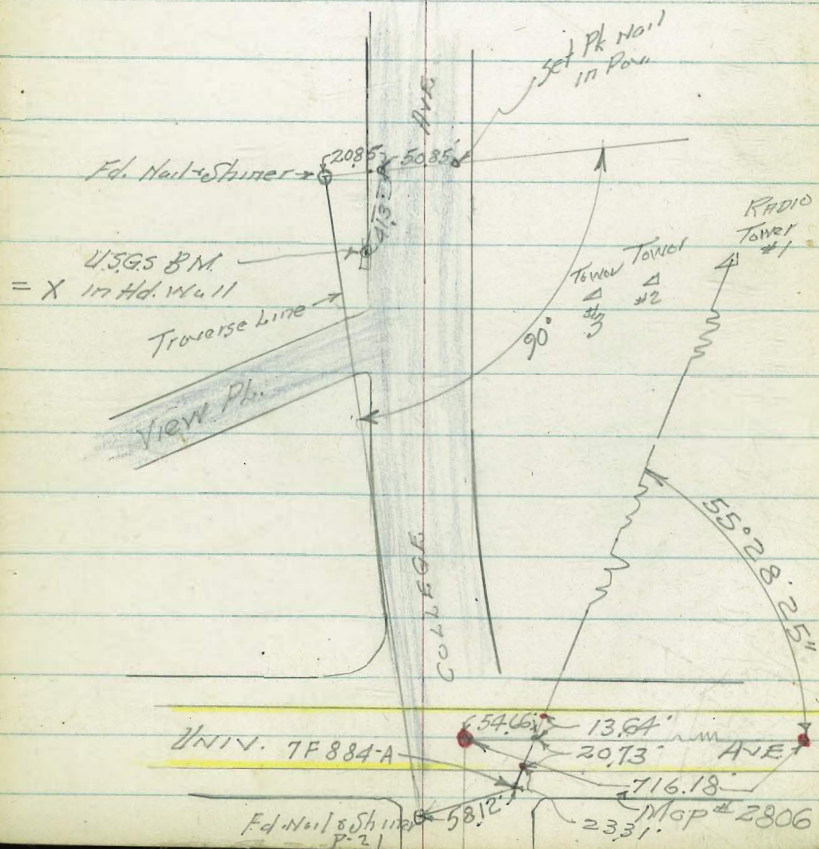 Set Pk Nail
in Pav.
AVE
20.85 50.85
Fd. Nail & Shiner
41.3
RADIO
Tower
#1
Tower
#2
Tower
#3
U.S.G.S B.M.
= X in Hd. Wall
Traverse Line
90°
View PL.
55° 28' 25"
COLLEGE
54.66 13.64'
UNIV. 7F 884-A 20.73' AVE
716.18'
58.12' Map # 2806
Fd. Nail & Shiner 23.31'
P-21